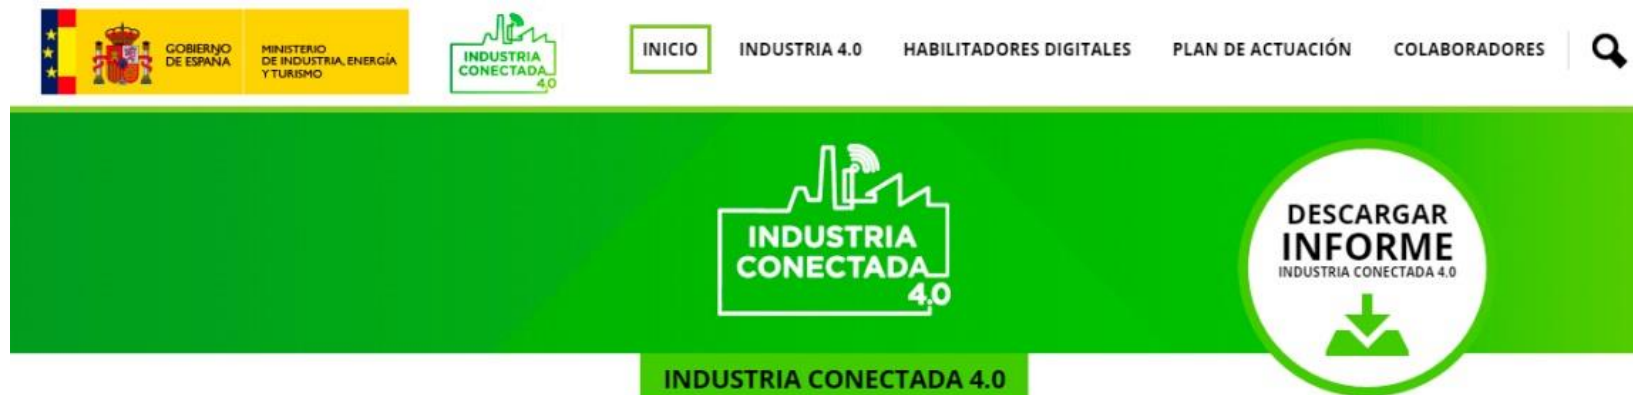 GOBIERNO
DE ESPAÑA
MINISTERIO
DE INDUSTRIA, ENERGÍA
Y TURISMO
INDUSTRIA
CONECTADA
4.0
INICIO
INDUSTRIA 4.0
HABILITADORES DIGITALES
PLAN DE ACTUACIÓN
COLABORADORES
INDUSTRIA
CONECTADA
4.0
DESCARGAR
INFORME
INDUSTRIA CONECTADA 4.0
INDUSTRIA CONECTADA 4.0